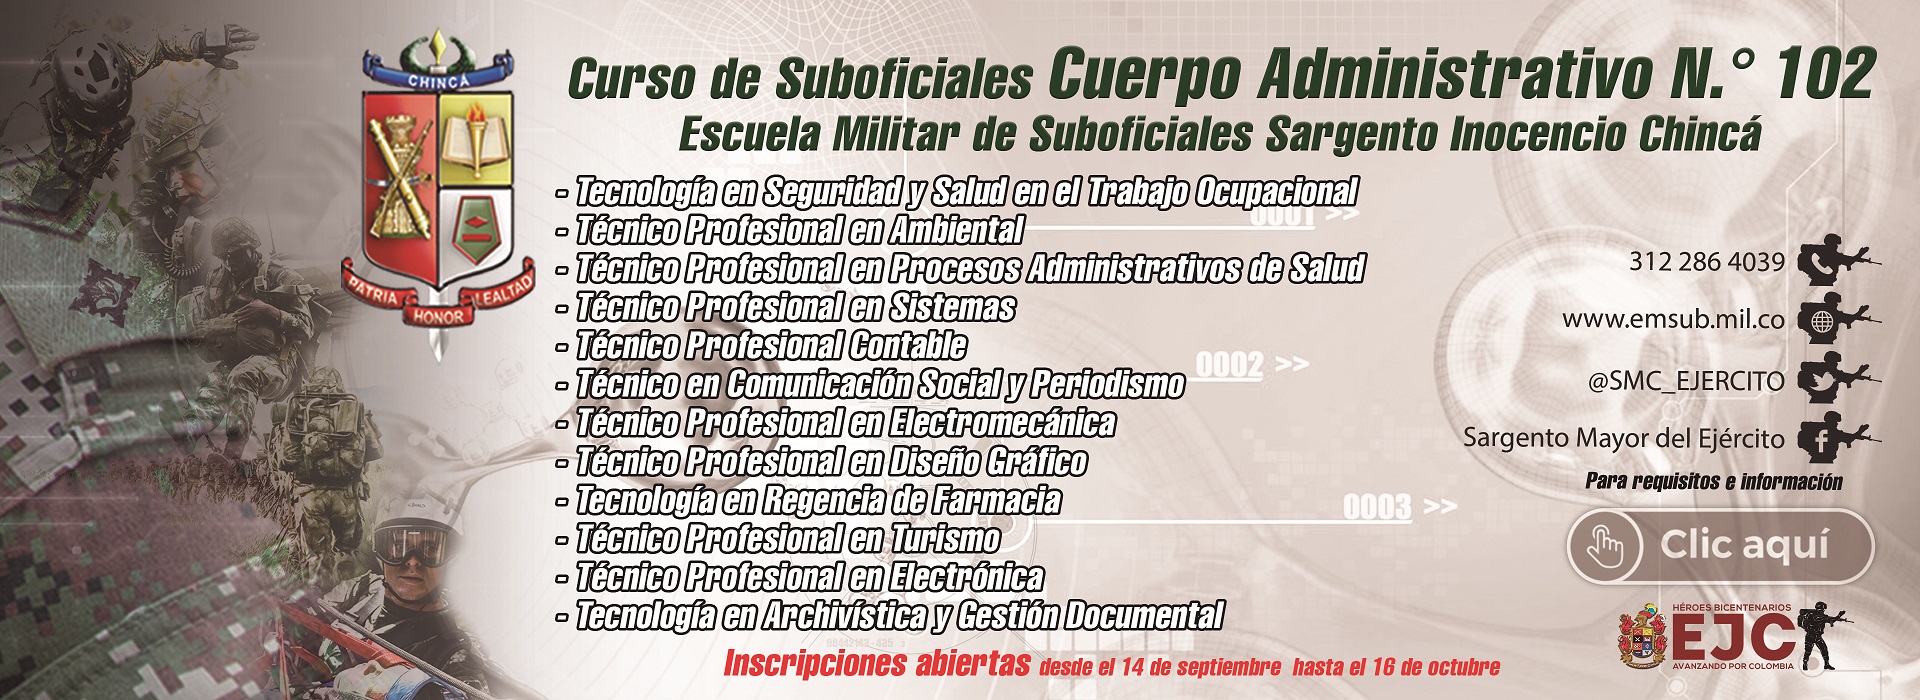 CHINCÁ
PATRIA
HONOR
LEALTAD
Curso de Suboficiales Cuerpo Administrativo N.° 102
Escuela Militar de Suboficiales Sargento Inocencio Chincá
- Tecnología en Seguridad y Salud en el Trabajo Ocupacional
- Técnico Profesional en Ambiental
- Técnico Profesional en Procesos Administrativos de Salud
- Técnico Profesional en Sistemas
- Técnico Profesional Contable
- Técnico en Comunicación Social y Periodismo
- Técnico Profesional en Electromecánica
- Técnico Profesional en Diseño Gráfico
- Tecnología en Regencia de Farmacia
- Técnico Profesional en Turismo
- Técnico Profesional en Electrónica
- Tecnología en Archivística y Gestión Documental
Inscripciones abiertas desde el 14 de septiembre hasta el 16 de octubre
0001 >>
0002 >>
0003 >>
312 286 4039
www.emsub.mil.co
@SMC_EJERCITO
Sargento Mayor del Ejército
Para requisitos e información
Clic aquí
HÉROES BICENTENARIOS
EJC
AVANZANDO POR COLOMBIA